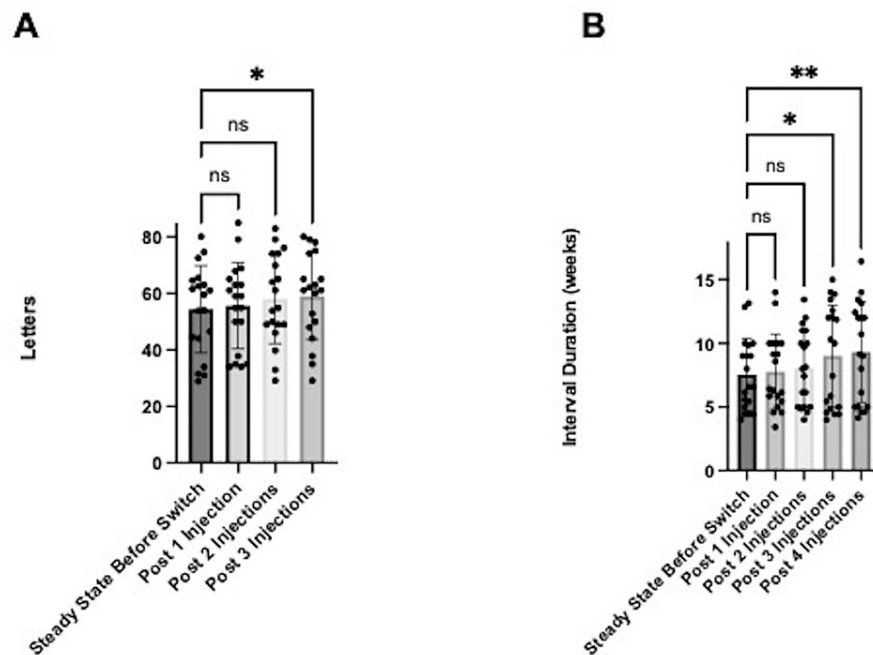 A
*
ns
ns
Letters
80
60
40
20
0
Steady State Before Switch
Post 1 Injection
Post 2 Injections
Post 3 Injections
B
**
*
ns
ns
Interval Duration (weeks)
15
10
5
0
Steady State Before Switch
Post 1 Injection
Post 2 Injections
Post 3 Injections
Post 4 Injections